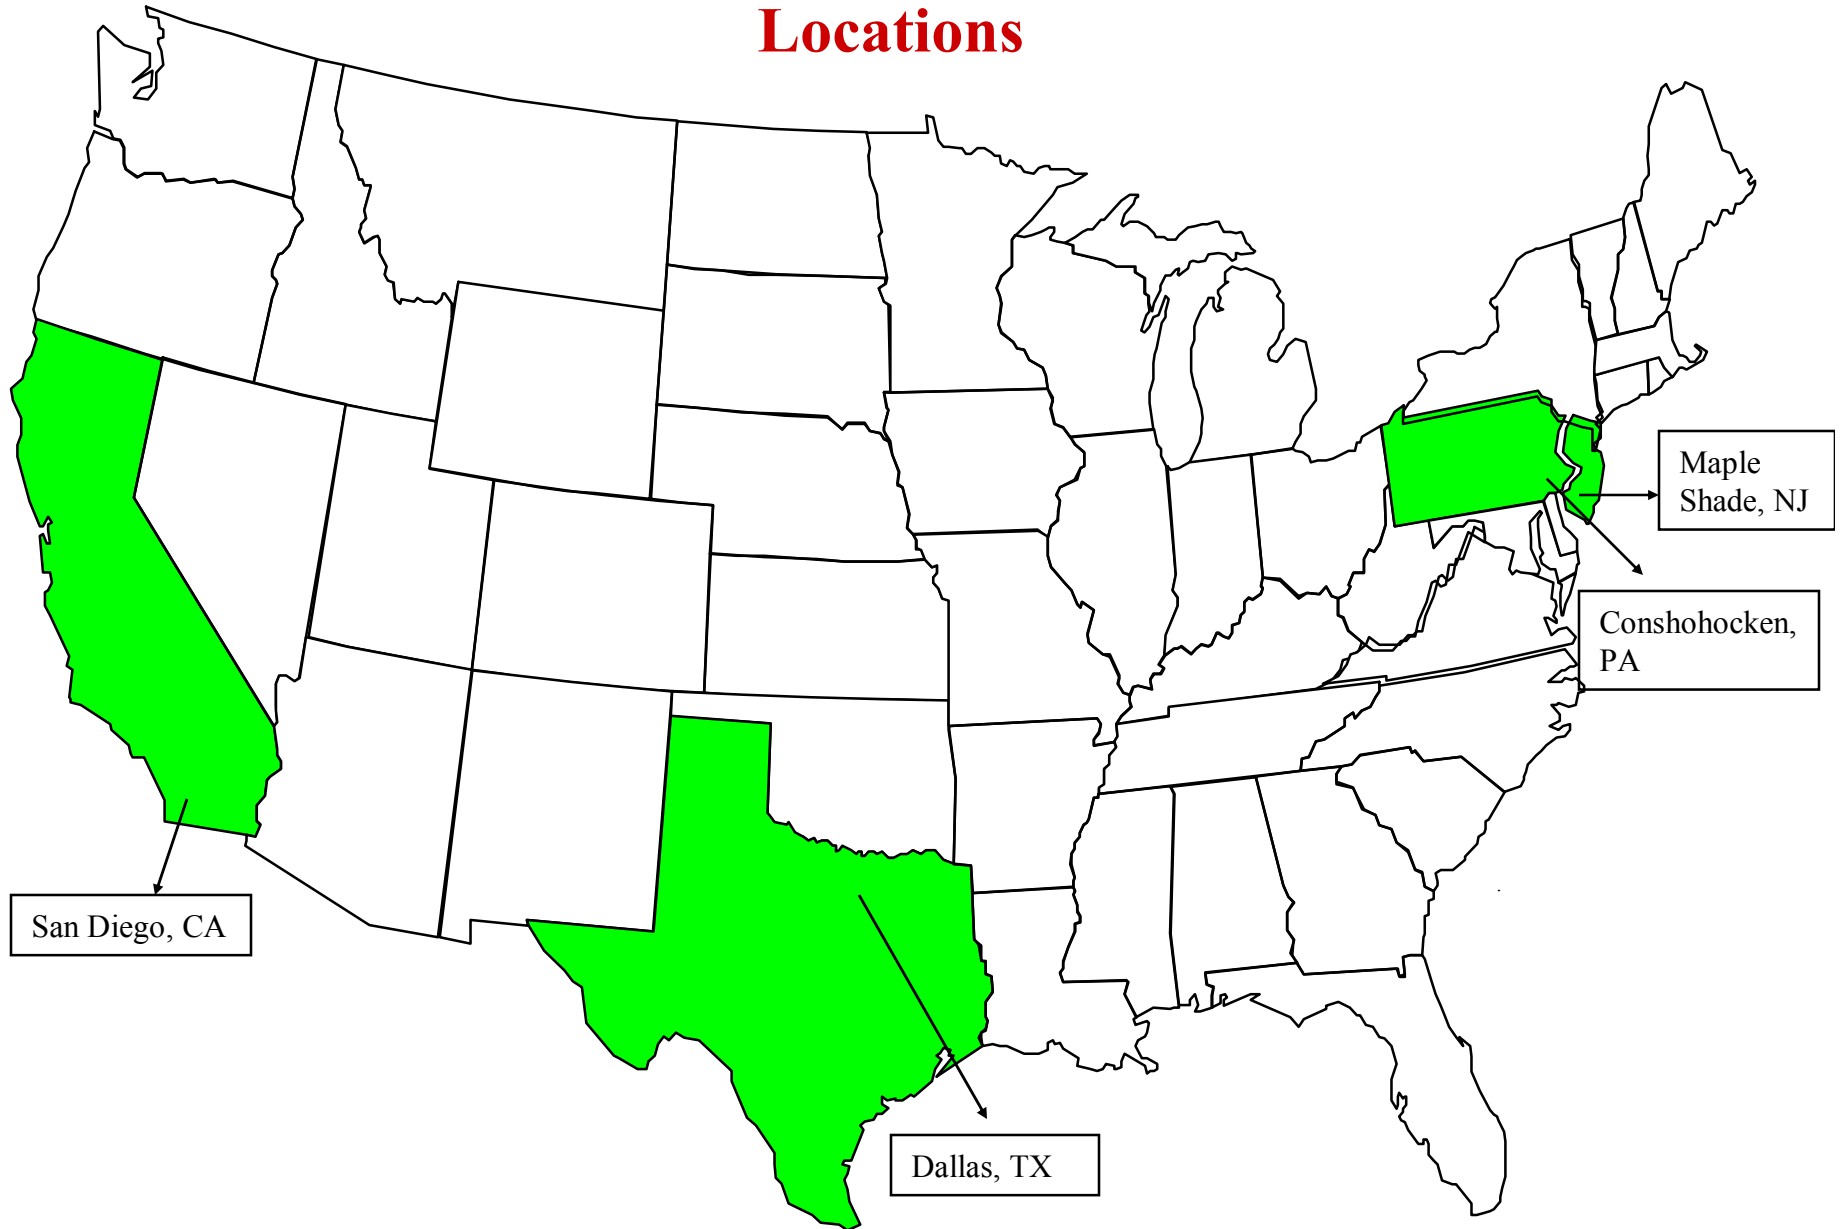 Locations
Maple
Shade, NJ
Conshohocken,
PA
San Diego, CA
Dallas, TX